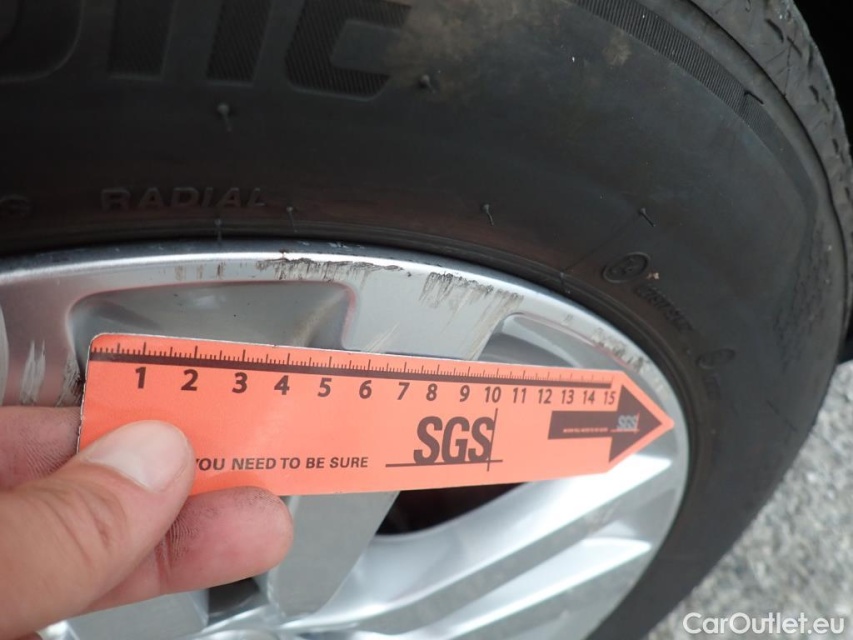 RADIAL
1 2 3 4 5 6 7 8 9 10 11 12 13 14 15
SGS
SGS
YOU NEED TO BE SURE
CarOutlet.eu